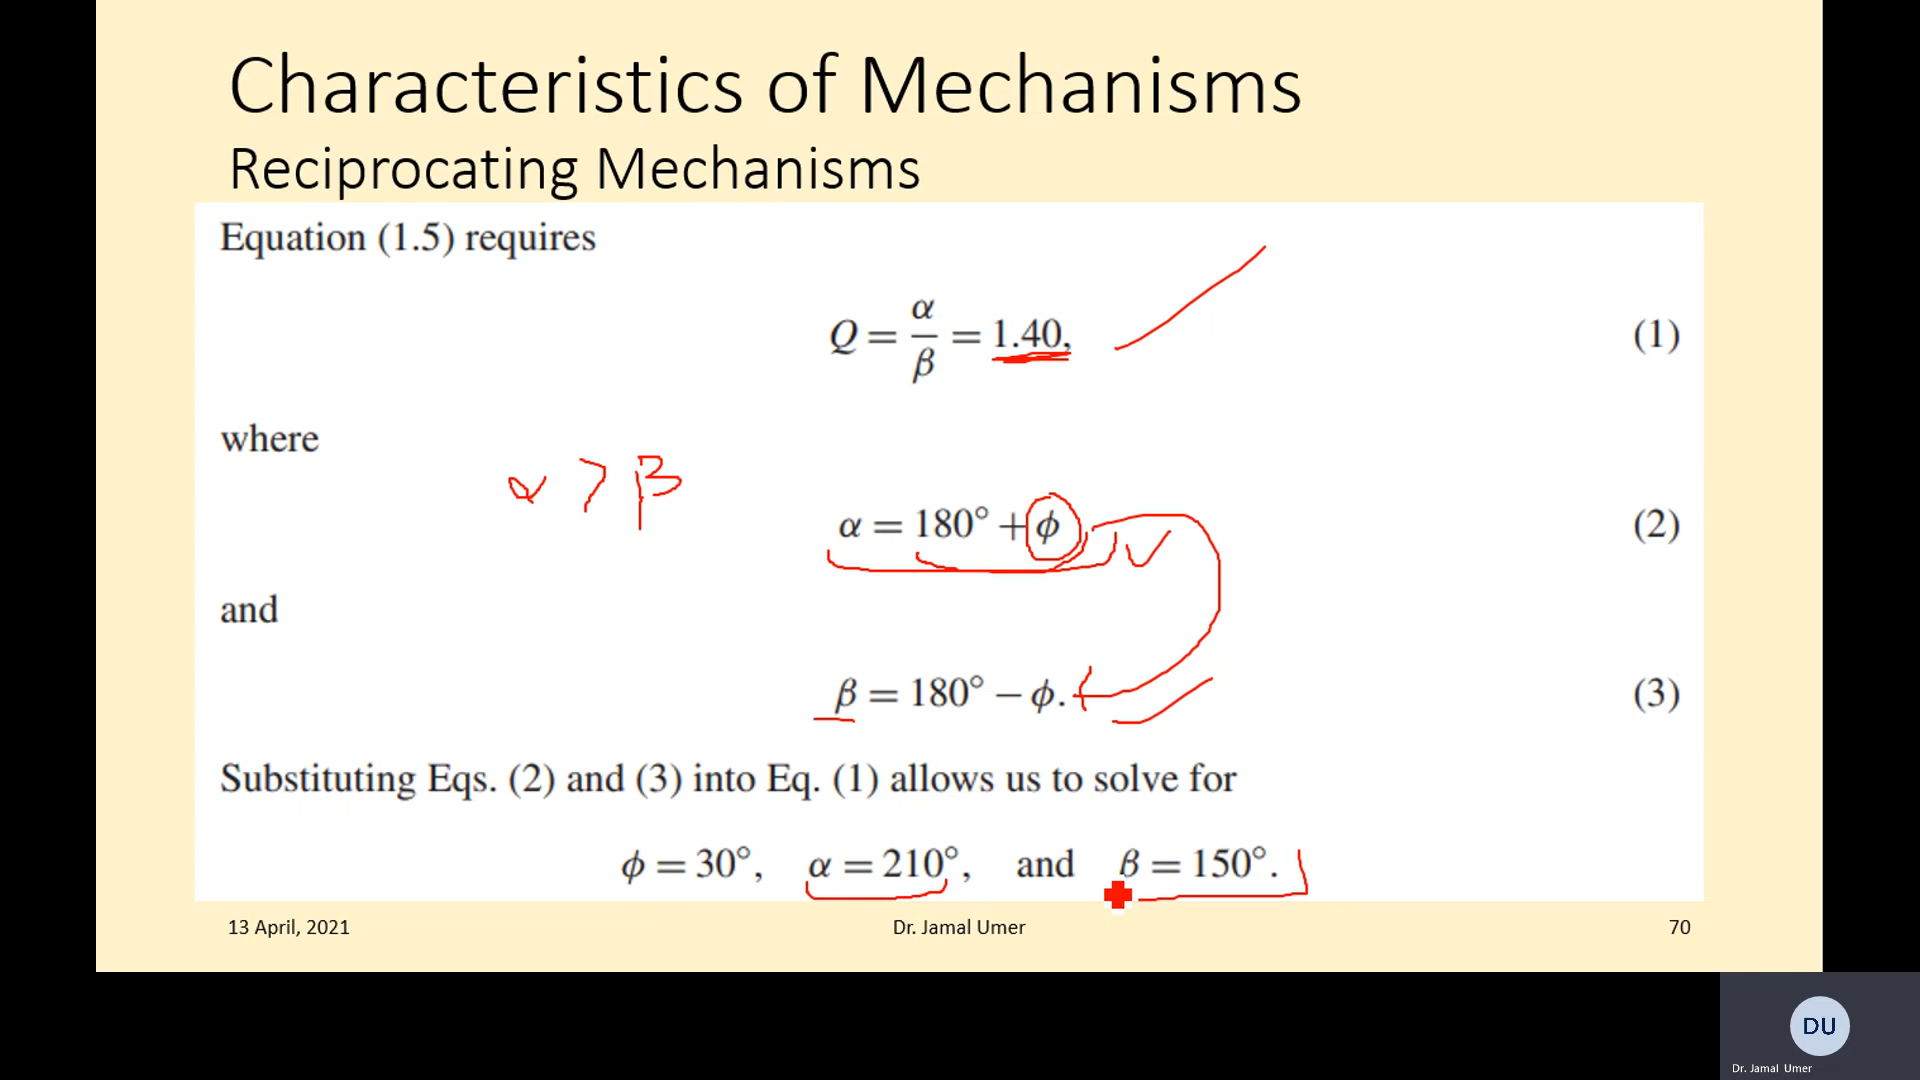 Characteristics of Mechanisms
Reciprocating Mechanisms
Equation (1.5) requires
Q = α/β = 1.40, (1)
where
α > β
α = 180° + ϕ (2)
and
β = 180° − ϕ. (3)
Substituting Eqs. (2) and (3) into Eq. (1) allows us to solve for
ϕ = 30°, α = 210°, and β = 150°.
13 April, 2021 Dr. Jamal Umer 70
DU
Dr. Jamal Umer